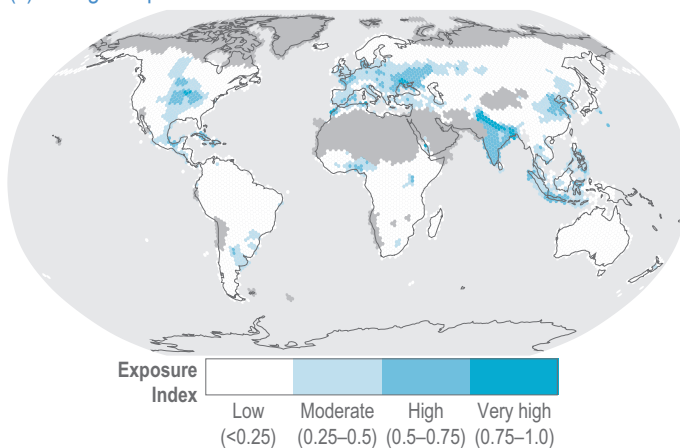 Exposure
Index
Low
(<0.25)
Moderate
(0.25–0.5)
High
(0.5–0.75)
Very high
(0.75–1.0)